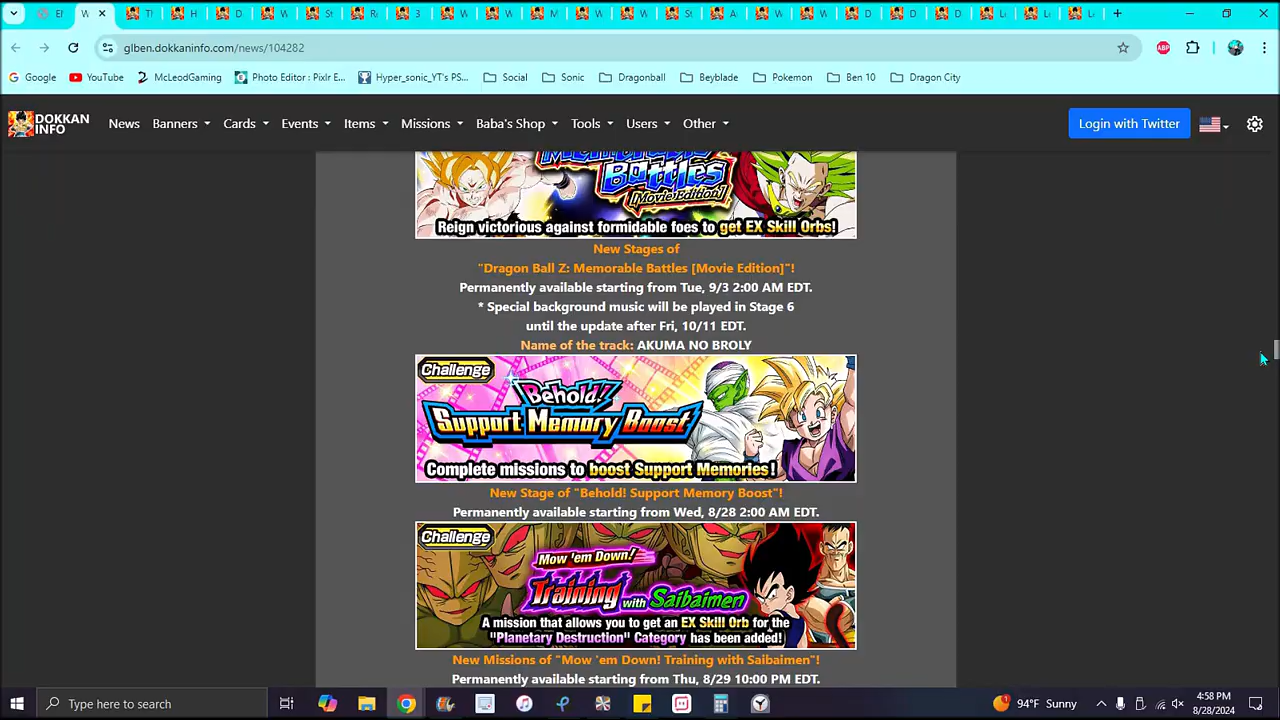 glben.dokkaninfo.com/news/104282
ABP
Google
YouTube
McLeodGaming
Photo Editor : Pixlr E...
Hyper_sonic_YT's PS...
Social
Sonic
Dragonball
Beyblade
Pokemon
Ben 10
Dragon City
DOKKAN INFO
News
Banners
Cards
Events
Items
Missions
Baba's Shop
Tools
Users
Other
Login with Twitter
Memorable
Battles
[Movie Edition]
Reign victorious against formidable foes to get EX Skill Orbs!
New Stages of
"Dragon Ball Z: Memorable Battles [Movie Edition]"!
Permanently available starting from Tue, 9/3 2:00 AM EDT.
* Special background music will be played in Stage 6
until the update after Fri, 10/11 EDT.
Name of the track: AKUMA NO BROLY
Challenge
Behold!
Support Memory Boost
Complete missions to boost Support Memories!
New Stage of "Behold! Support Memory Boost"!
Permanently available starting from Wed, 8/28 2:00 AM EDT.
Challenge
Mow 'em Down!
Training with Saibaimen
A mission that allows you to get an EX Skill Orb for the
"Planetary Destruction" Category has been added!
New Missions of "Mow 'em Down! Training with Saibaimen"!
Permanently available starting from Thu, 8/29 10:00 PM EDT.
Type here to search
94°F Sunny
4:58 PM
8/28/2024